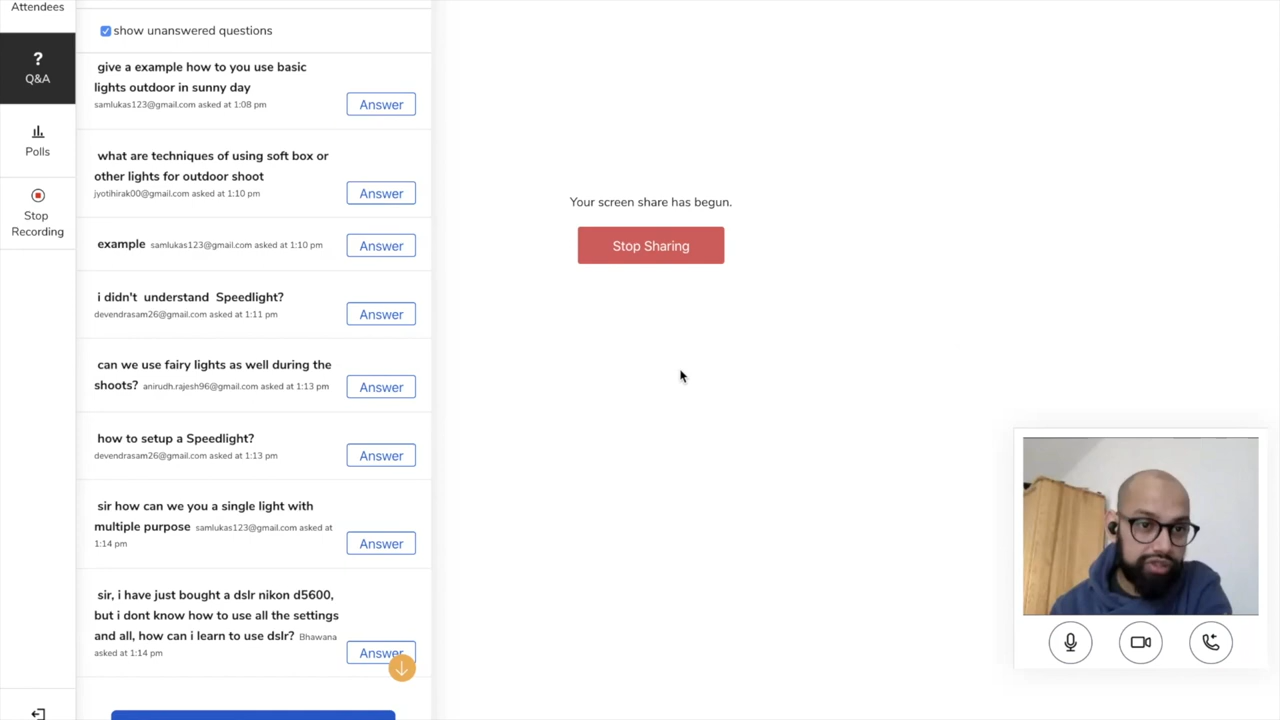 Attendees
?
Q&A
Polls
Stop
Recording
show unanswered questions
give a example how to you use basic
lights outdoor in sunny day
samlukas123@gmail.com asked at 1:08 pm
Answer
what are techniques of using soft box or
other lights for outdoor shoot
jyotihirak00@gmail.com asked at 1:10 pm
Answer
example samlukas123@gmail.com asked at 1:10 pm
Answer
i didn't understand Speedlight?
devendrasam26@gmail.com asked at 1:11 pm
Answer
can we use fairy lights as well during the
shoots? anirudh.rajesh96@gmail.com asked at 1:13 pm
Answer
how to setup a Speedlight?
devendrasam26@gmail.com asked at 1:13 pm
Answer
sir how can we you a single light with
multiple purpose samlukas123@gmail.com asked at
1:14 pm
Answer
sir, i have just bought a dslr nikon d5600,
but i dont know how to use all the settings
and all, how can i learn to use dslr? Bhawana
asked at 1:14 pm
Answer
Your screen share has begun.
Stop Sharing